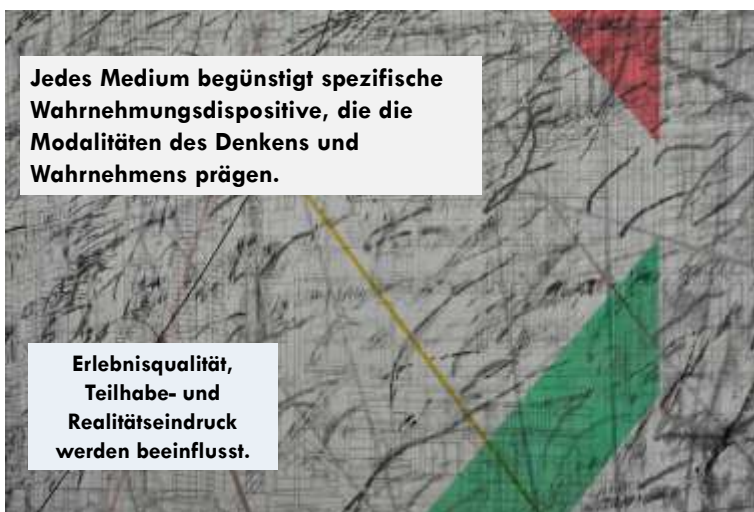 Jedes Medium begünstigt spezifische
Wahrnehmungsdispositive, die die
Modalitäten des Denkens und
Wahrnehmens prägen.
Erlebnisqualität,
Teilhabe- und
Realitätseindruck
werden beeinflusst.